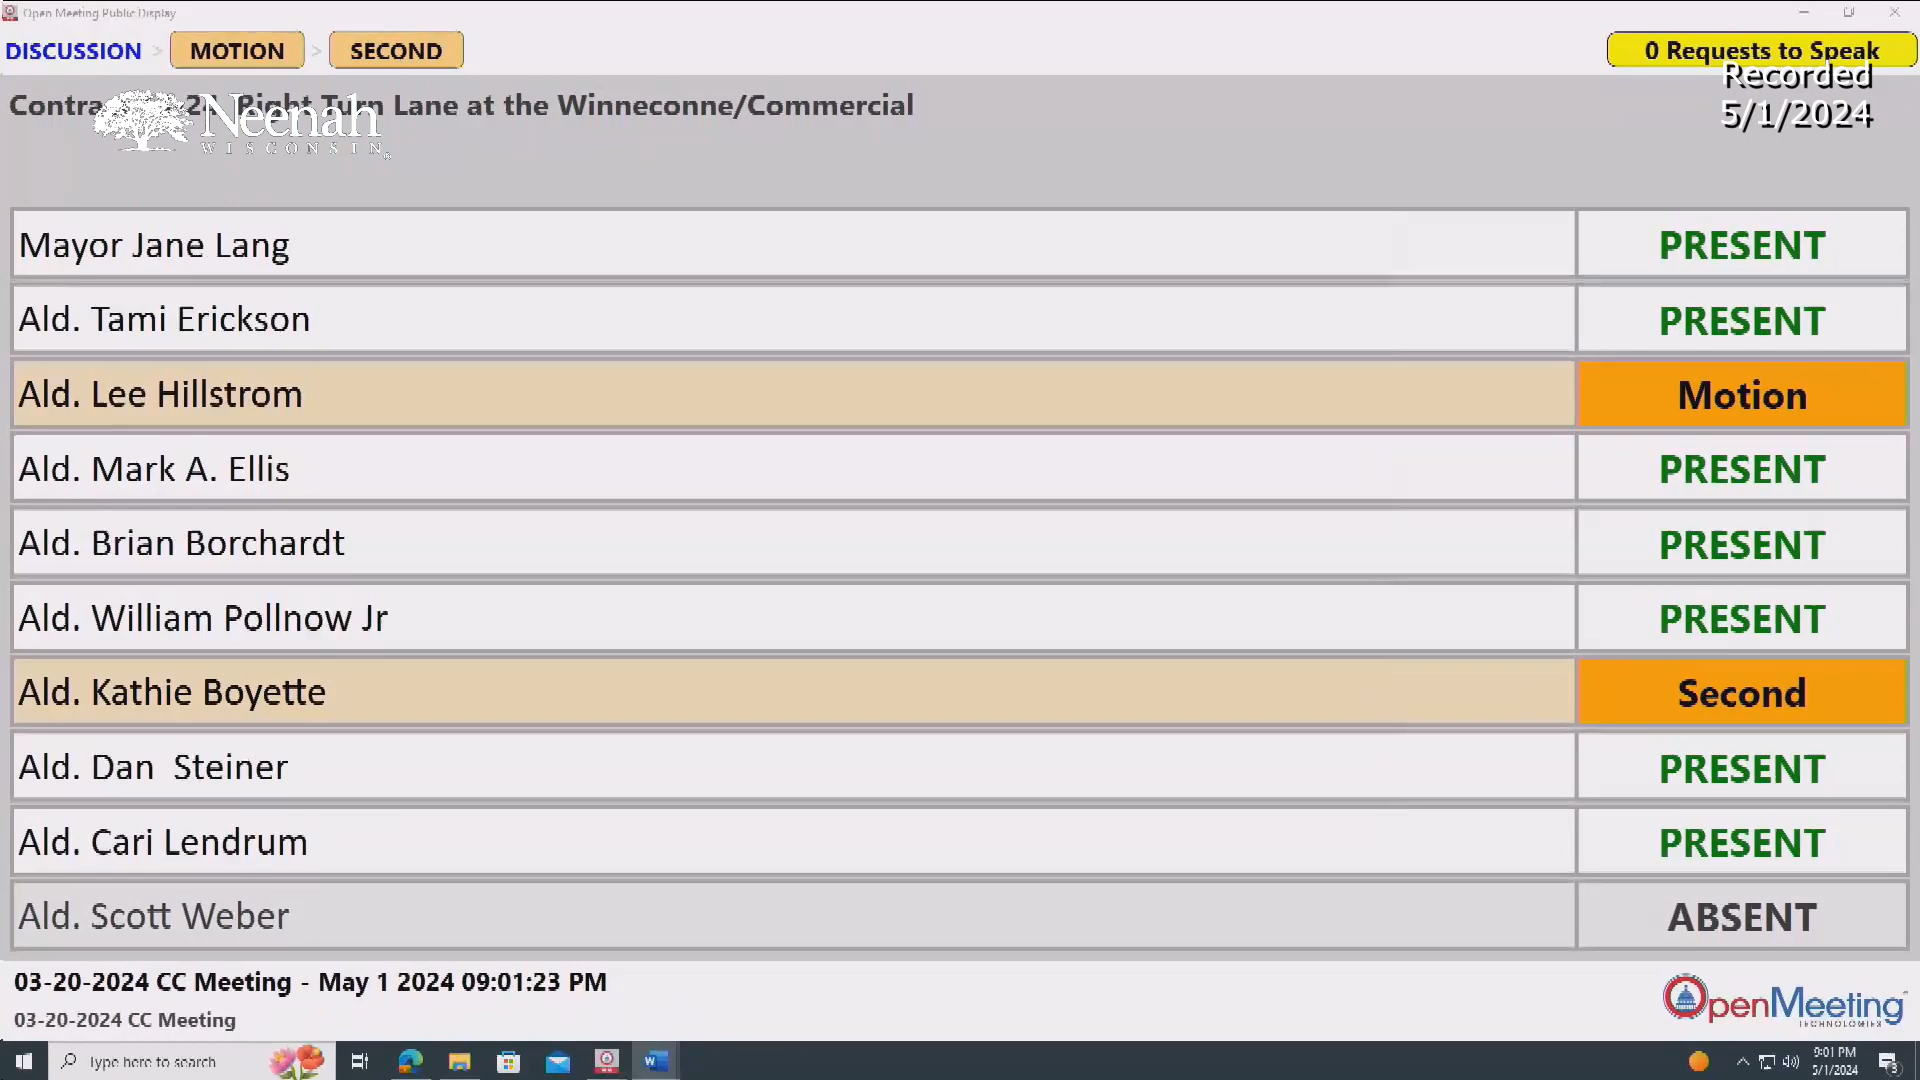 Open Meeting Public Display
DISCUSSION > MOTION > SECOND
0 Requests to Speak
Recorded
5/1/2024
Right Turn Lane at the Winneconne/Commercial
Neenah
WISCONSIN
Mayor Jane Lang PRESENT
Ald. Tami Erickson PRESENT
Ald. Lee Hillstrom Motion
Ald. Mark A. Ellis PRESENT
Ald. Brian Borchardt PRESENT
Ald. William Pollnow Jr PRESENT
Ald. Kathie Boyette Second
Ald. Dan  Steiner PRESENT
Ald. Cari Lendrum PRESENT
Ald. Scott Weber ABSENT
03-20-2024 CC Meeting - May 1 2024 09:01:23 PM
03-20-2024 CC Meeting
OpenMeeting
TECHNOLOGIES
Type here to search
9:01 PM
5/1/2024
3